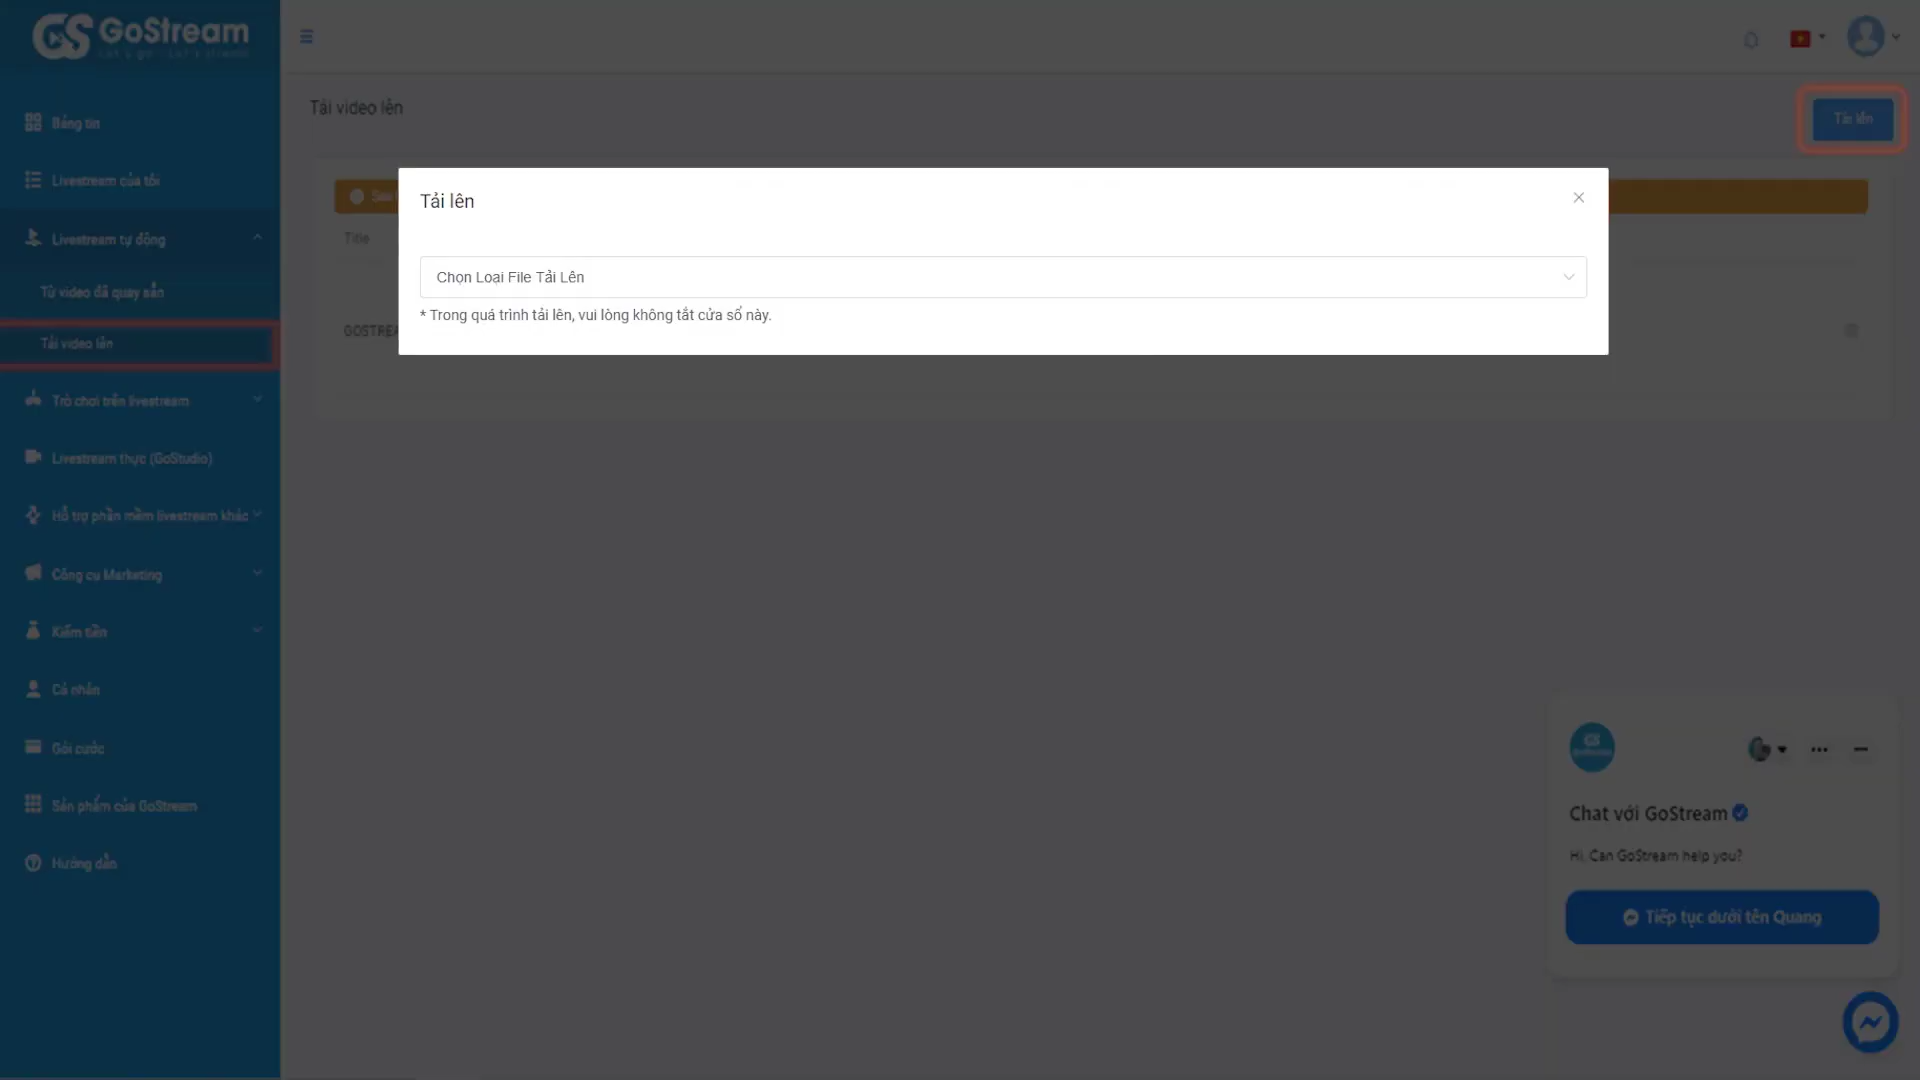 GoStream
Bảng tin
Livestream của tôi
Livestream tự động
Từ video đã quay sẵn
Tải video lên
Trò chơi trên livestream
Livestream thực (GoStudio)
Hỗ trợ phần mềm livestream khác
Công cụ Marketing
Kiếm tiền
Cá nhân
Gói cước
Sản phẩm của GoStream
Hướng dẫn
Tải video lên
Tải lên
Title
Tải lên
Chọn Loại File Tải Lên
* Trong quá trình tải lên, vui lòng không tắt cửa sổ này.
Chat với GoStream
Hi, Can GoStream help you?
Tiếp tục dưới tên Quang